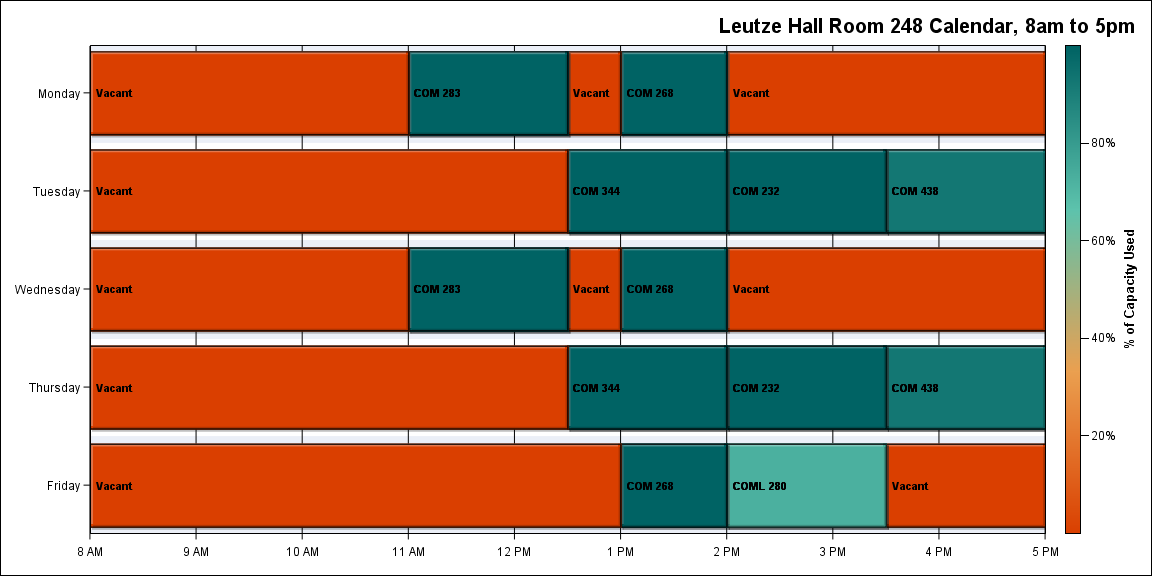 Leutze Hall Room 248 Calendar, 8am to 5pm
Monday
Vacant
COM 283
Vacant
COM 268
Vacant
Tuesday
Vacant
COM 344
COM 232
COM 438
Wednesday
Vacant
COM 283
Vacant
COM 268
Vacant
Thursday
Vacant
COM 344
COM 232
COM 438
Friday
Vacant
COM 268
COML 280
Vacant
8 AM
9 AM
10 AM
11 AM
12 PM
1 PM
2 PM
3 PM
4 PM
5 PM
80%
60%
40%
20%
% of Capacity Used